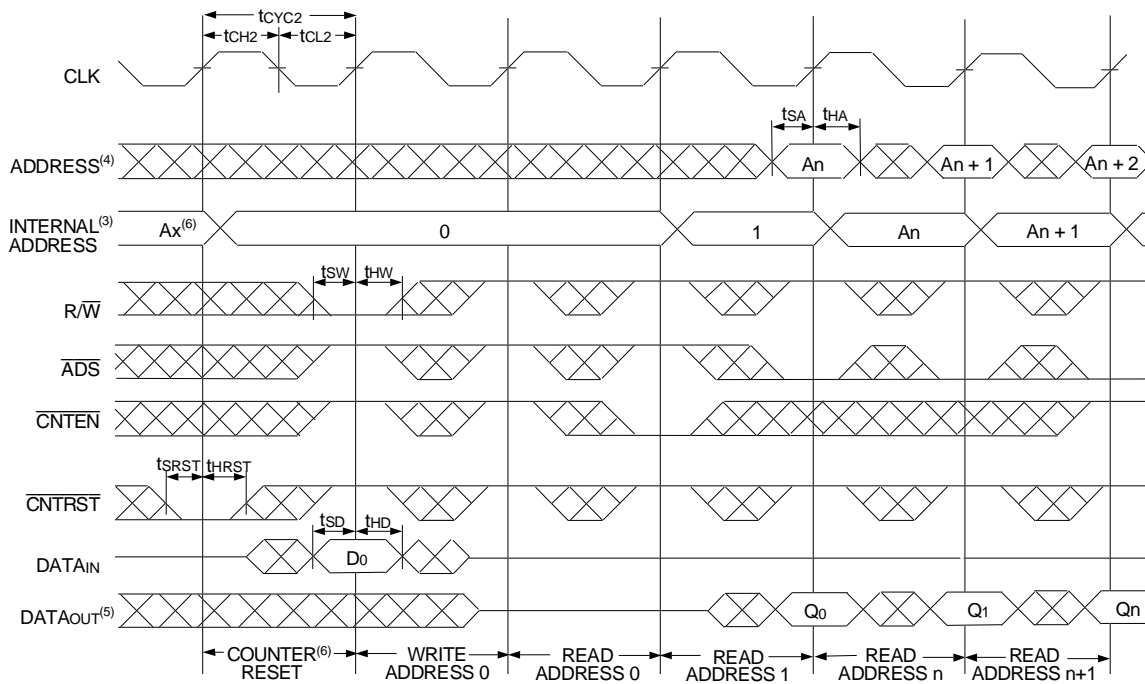 tCYC2
tCH2 tCL2
CLK
tSA tHA
ADDRESS(4) An An + 1 An + 2
INTERNAL(3)
ADDRESS
Ax(6) 0 1 An An + 1
tSW tHW
R/W
ADS
CNTEN
tSRST tHRST
CNTRST
tSD tHD
DATAIN D0
DATAOUT(5) Q0 Q1 Qn
COUNTER(6)
RESET
WRITE
ADDRESS 0
READ
ADDRESS 0
READ
ADDRESS 1
READ
ADDRESS n
READ
ADDRESS n+1